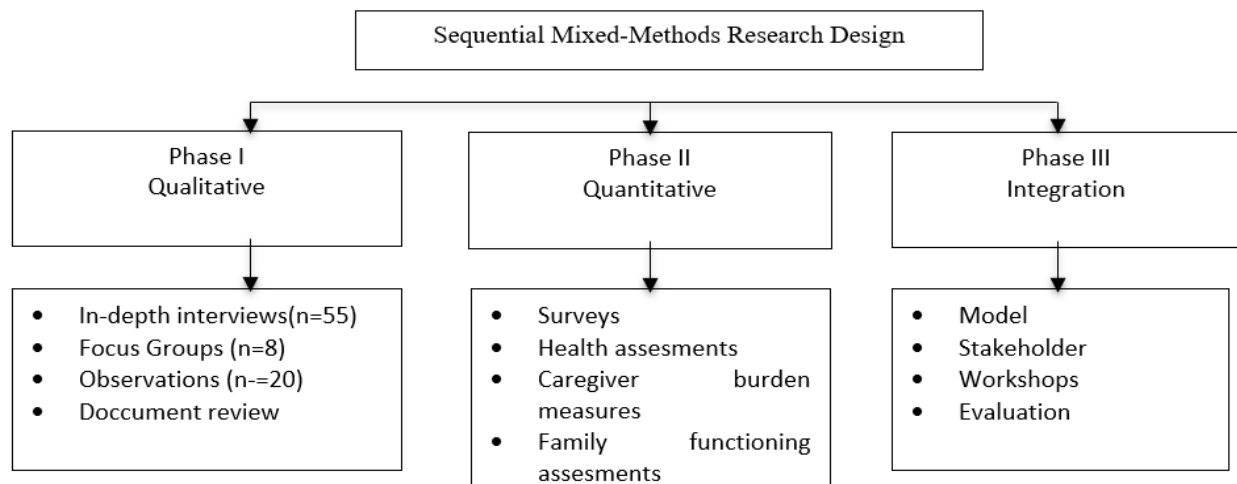 Sequential Mixed-Methods Research Design
Phase I
Qualitative
Phase II
Quantitative
Phase III
Integration
• In-depth interviews(n=55)
• Focus Groups (n=8)
• Observations (n-=20)
• Doccument review
• Surveys
• Health assesments
• Caregiver burden
measures
• Family functioning
assesments
• Model
• Stakeholder
• Workshops
• Evaluation